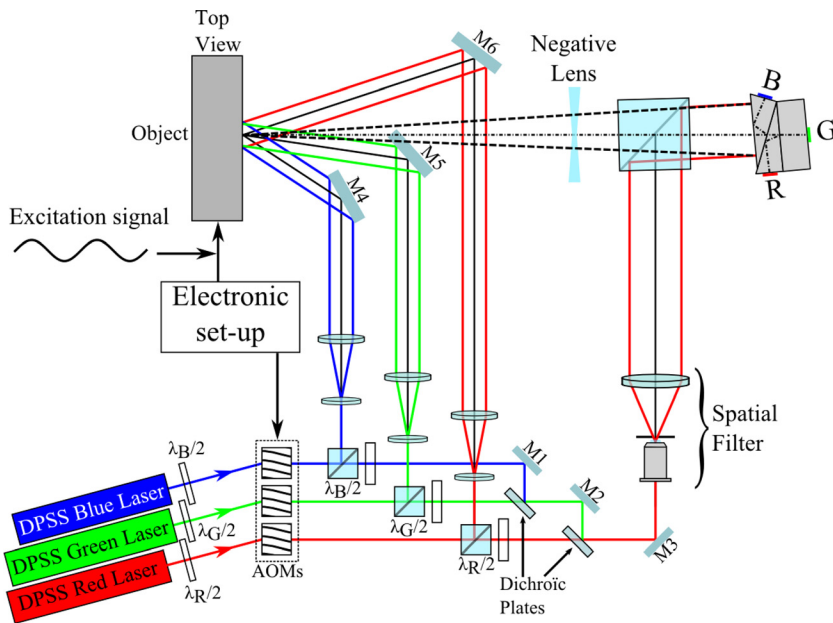 Top
View
Object
M6
Negative
Lens
B
G
R
M5
M4
Excitation signal
Electronic
set-up
Spatial
Filter
λB/2
M1
DPSS Blue Laser
λB/2
M2
λG/2
DPSS Green Laser
λG/2
M3
DPSS Red Laser
λR/2
AOMs
λR/2
Dichroïc
Plates